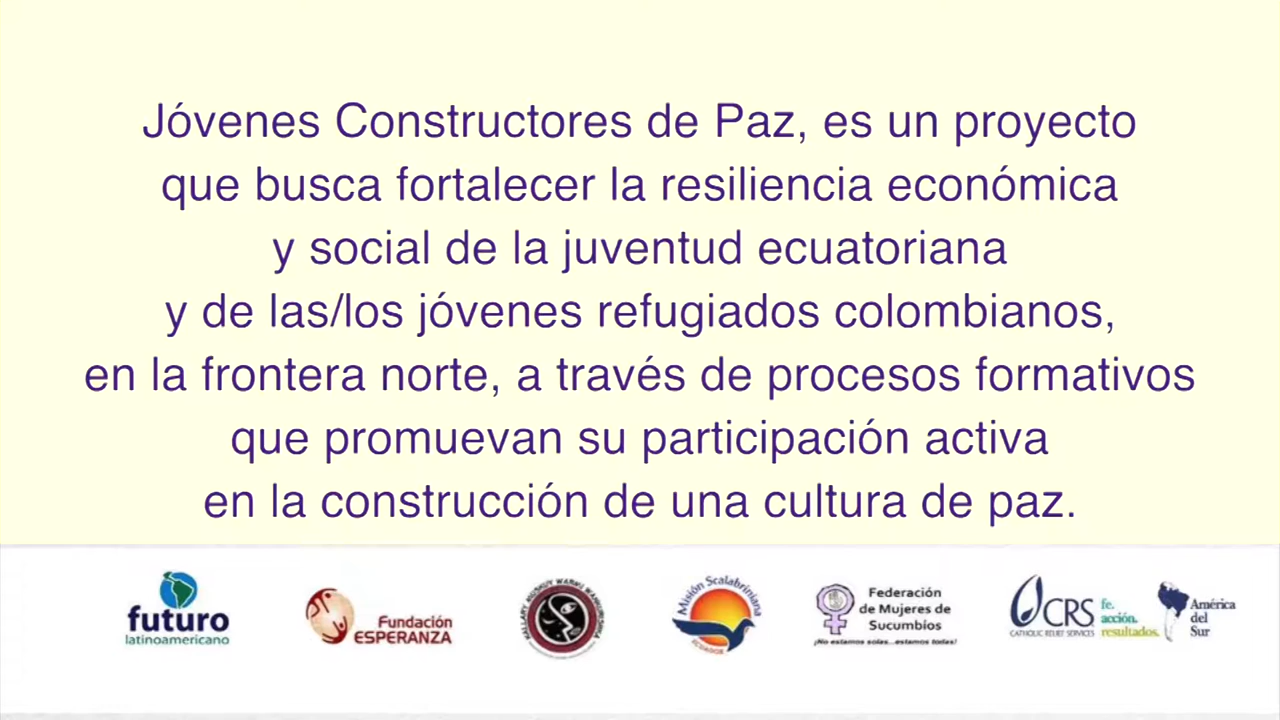 Jóvenes Constructores de Paz, es un proyecto
que busca fortalecer la resiliencia económica
y social de la juventud ecuatoriana
y de las/los jóvenes refugiados colombianos,
en la frontera norte, a través de procesos formativos
que promuevan su participación activa
en la construcción de una cultura de paz.
futuro
latinoamericano
Fundación
ESPERANZA
Misión Scalabriniana
ECUADOR
Federación
de Mujeres de
Sucumbíos
¡No estamos solas...estamos todas!
CRS
CATHOLIC RELIEF SERVICES
fe.
acción.
resultados.
América
del
Sur